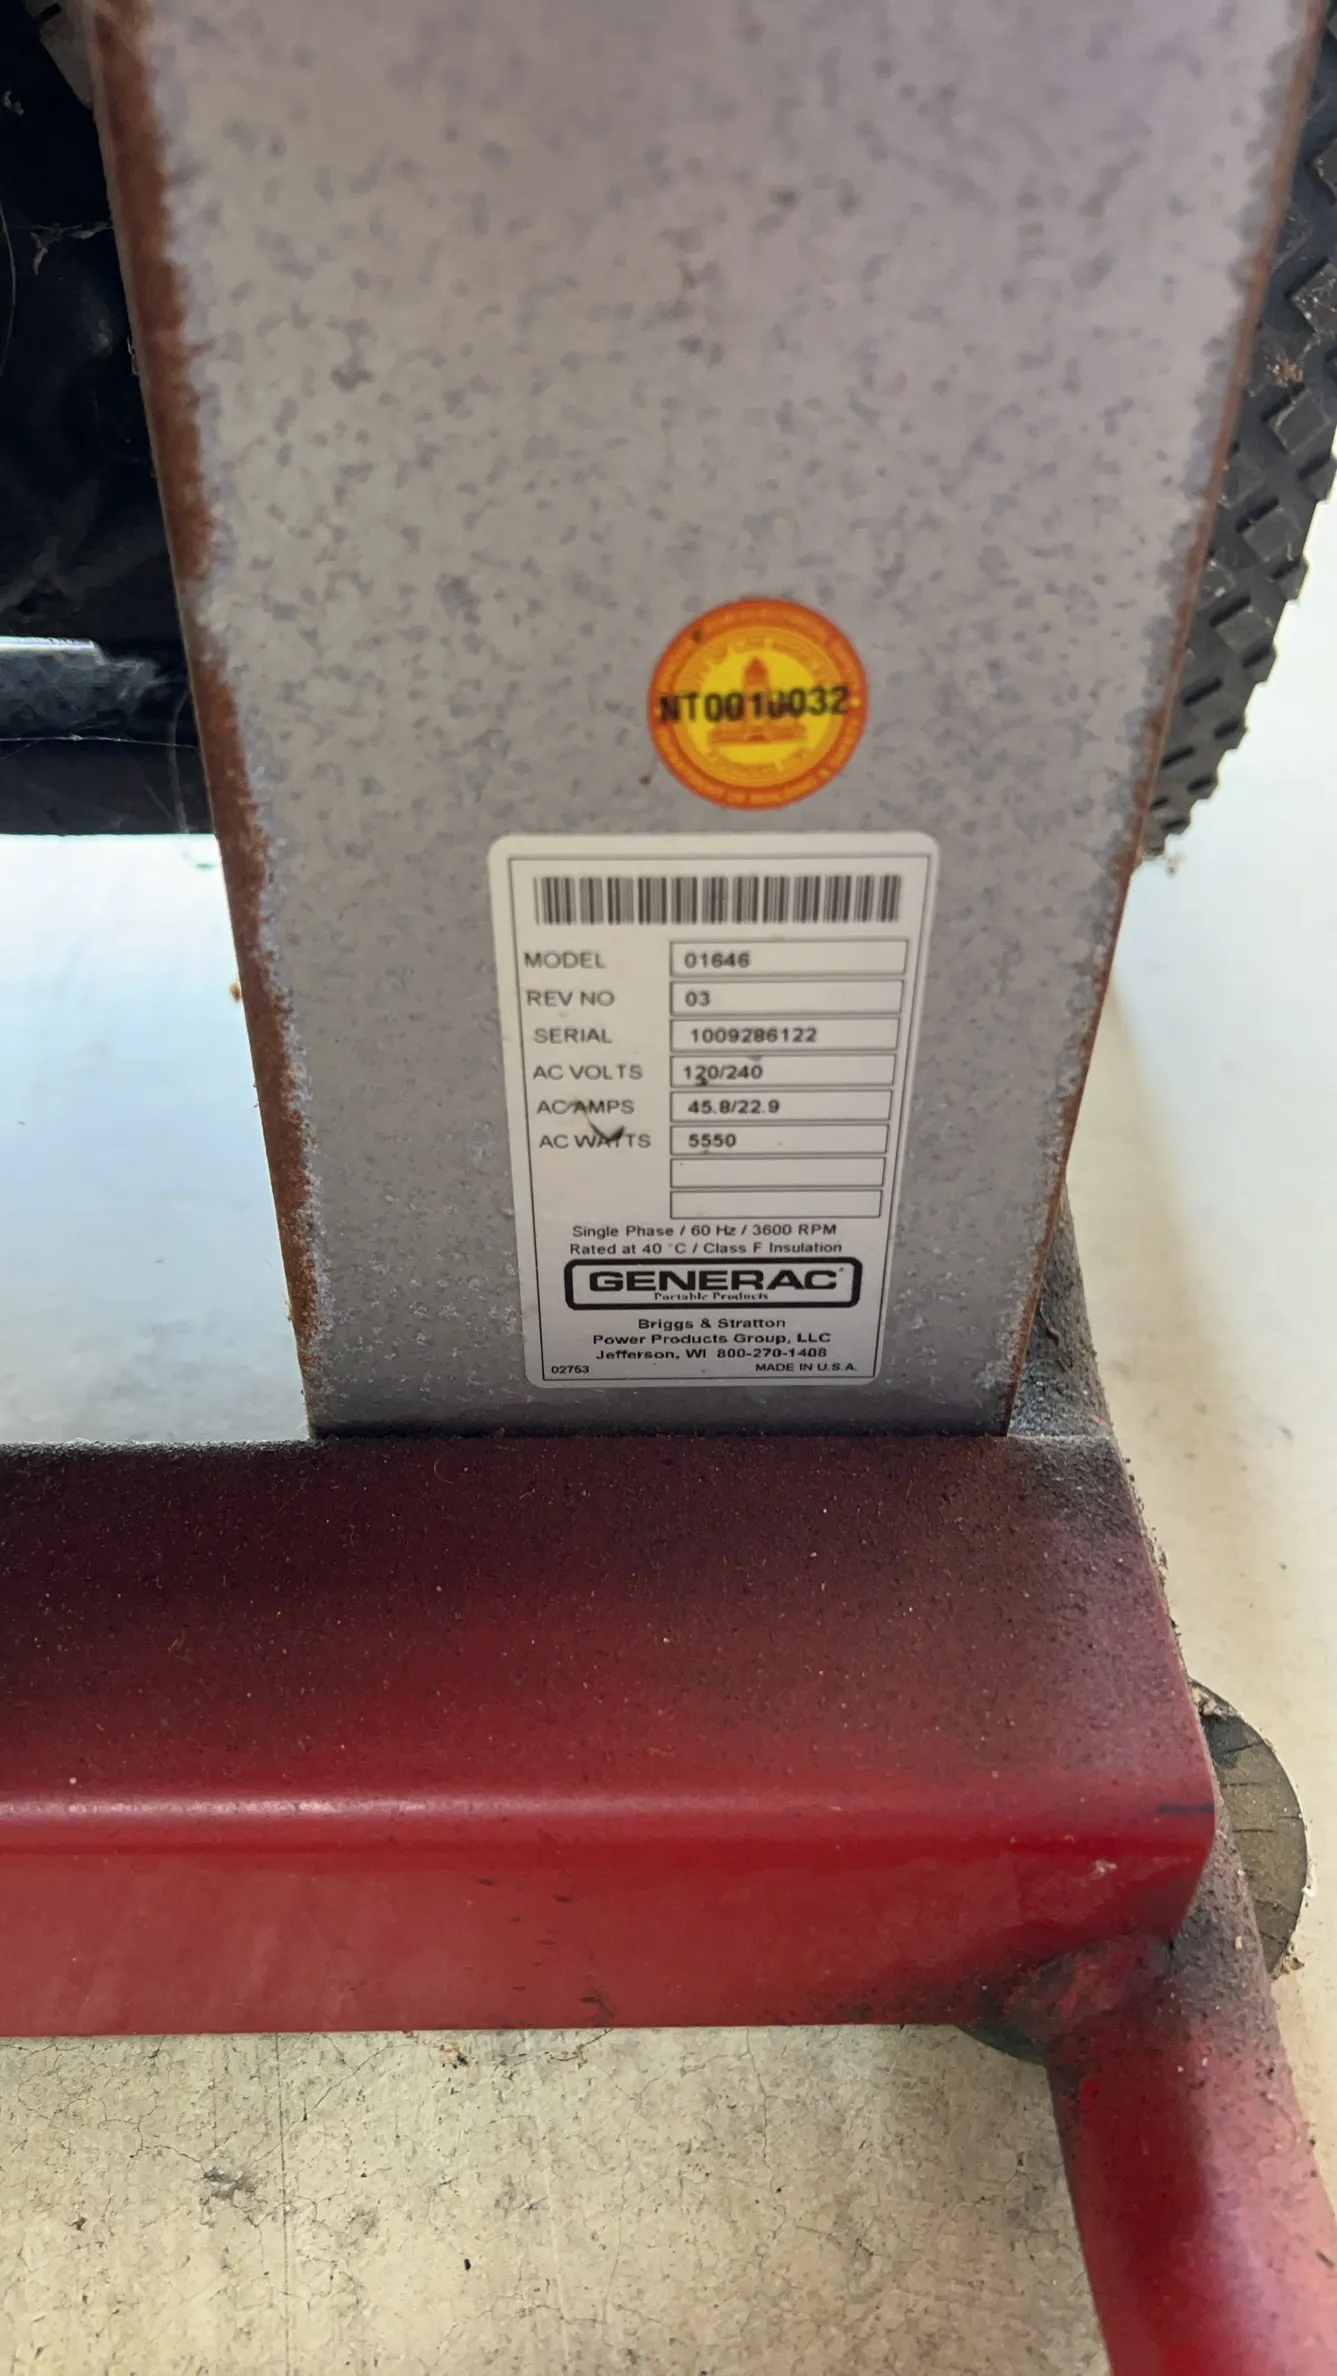 NT0010032
MODEL 01646
REV NO 03
SERIAL 1009286122
AC VOLTS 120/240
AC AMPS 45.8/22.9
AC WATTS 5550
Single Phase / 60 Hz / 3600 RPM
Rated at 40 °C / Class F Insulation
GENERAC
Portable Products
Briggs & Stratton
Power Products Group, LLC
Jefferson, WI 800-270-1408
02753 MADE IN U.S.A.